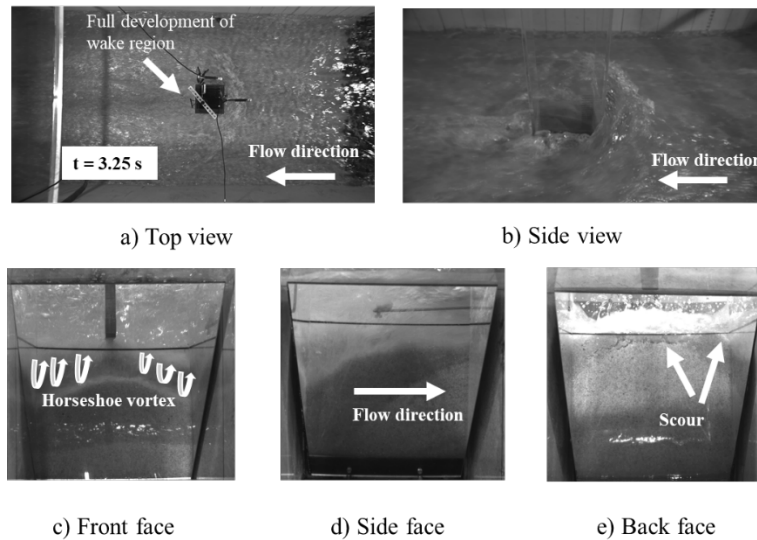 Full development of
wake region
t = 3.25 s
Flow direction
Flow direction
a) Top view
b) Side view
Horseshoe vortex
Flow direction
Scour
c) Front face
d) Side face
e) Back face